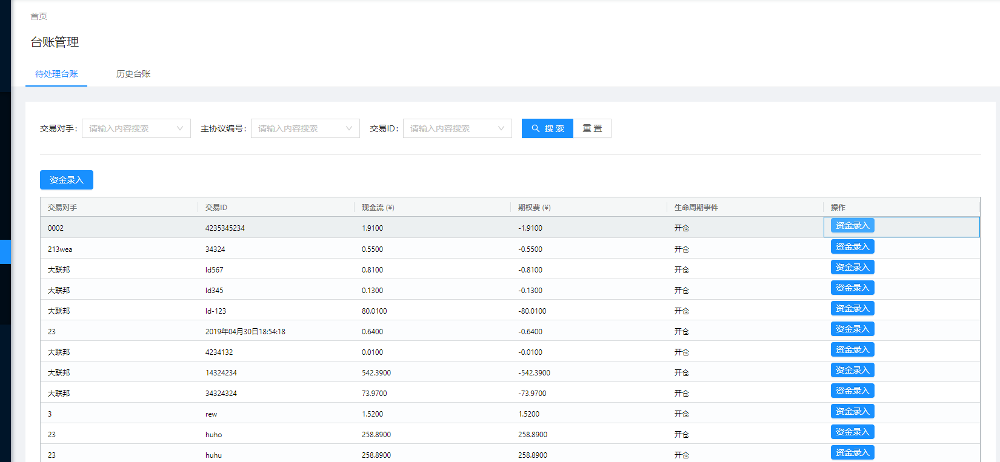 首页
台账管理
待处理台账 历史台账
交易对手: 请输入内容搜索 主协议编号: 请输入内容搜索 交易ID: 请输入内容搜索 搜 索 重 置
资金录入
交易对手 交易ID 现金流 (¥) 期权费 (¥) 生命周期事件 操作
0002 4235345234 1.9100 -1.9100 开仓 资金录入
213wea 34324 0.5500 -0.5500 开仓 资金录入
大联邦 ld567 0.8100 -0.8100 开仓 资金录入
大联邦 ld345 0.1300 -0.1300 开仓 资金录入
大联邦 ld-123 80.0100 -80.0100 开仓 资金录入
23 2019年04月30日18:54:18 0.6400 -0.6400 开仓 资金录入
大联邦 4234132 0.0100 -0.0100 开仓 资金录入
大联邦 14324234 542.3900 -542.3900 开仓 资金录入
大联邦 34324324 73.9700 -73.9700 开仓 资金录入
3 rew 1.5200 1.5200 开仓 资金录入
23 huho 258.8900 258.8900 开仓 资金录入
23 huhu 258.8900 258.8900 开仓 资金录入